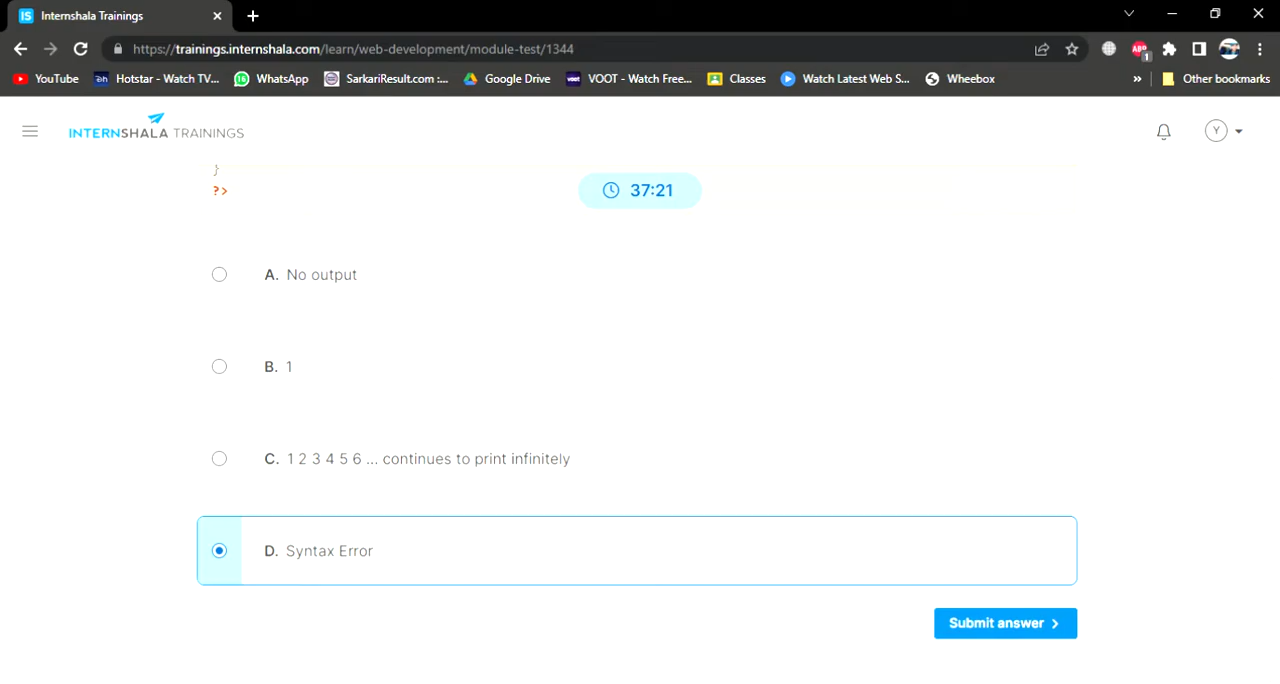 Internshala Trainings
https://trainings.internshala.com/learn/web-development/module-test/1344
YouTube Hotstar - Watch TV... WhatsApp SarkariResult.com :... Google Drive VOOT - Watch Free... Classes Watch Latest Web S... Wheebox » Other bookmarks
INTERNSHALA TRAININGS
Y
}
?>
37:21
A. No output
B. 1
C. 1 2 3 4 5 6 ... continues to print infinitely
D. Syntax Error
Submit answer >